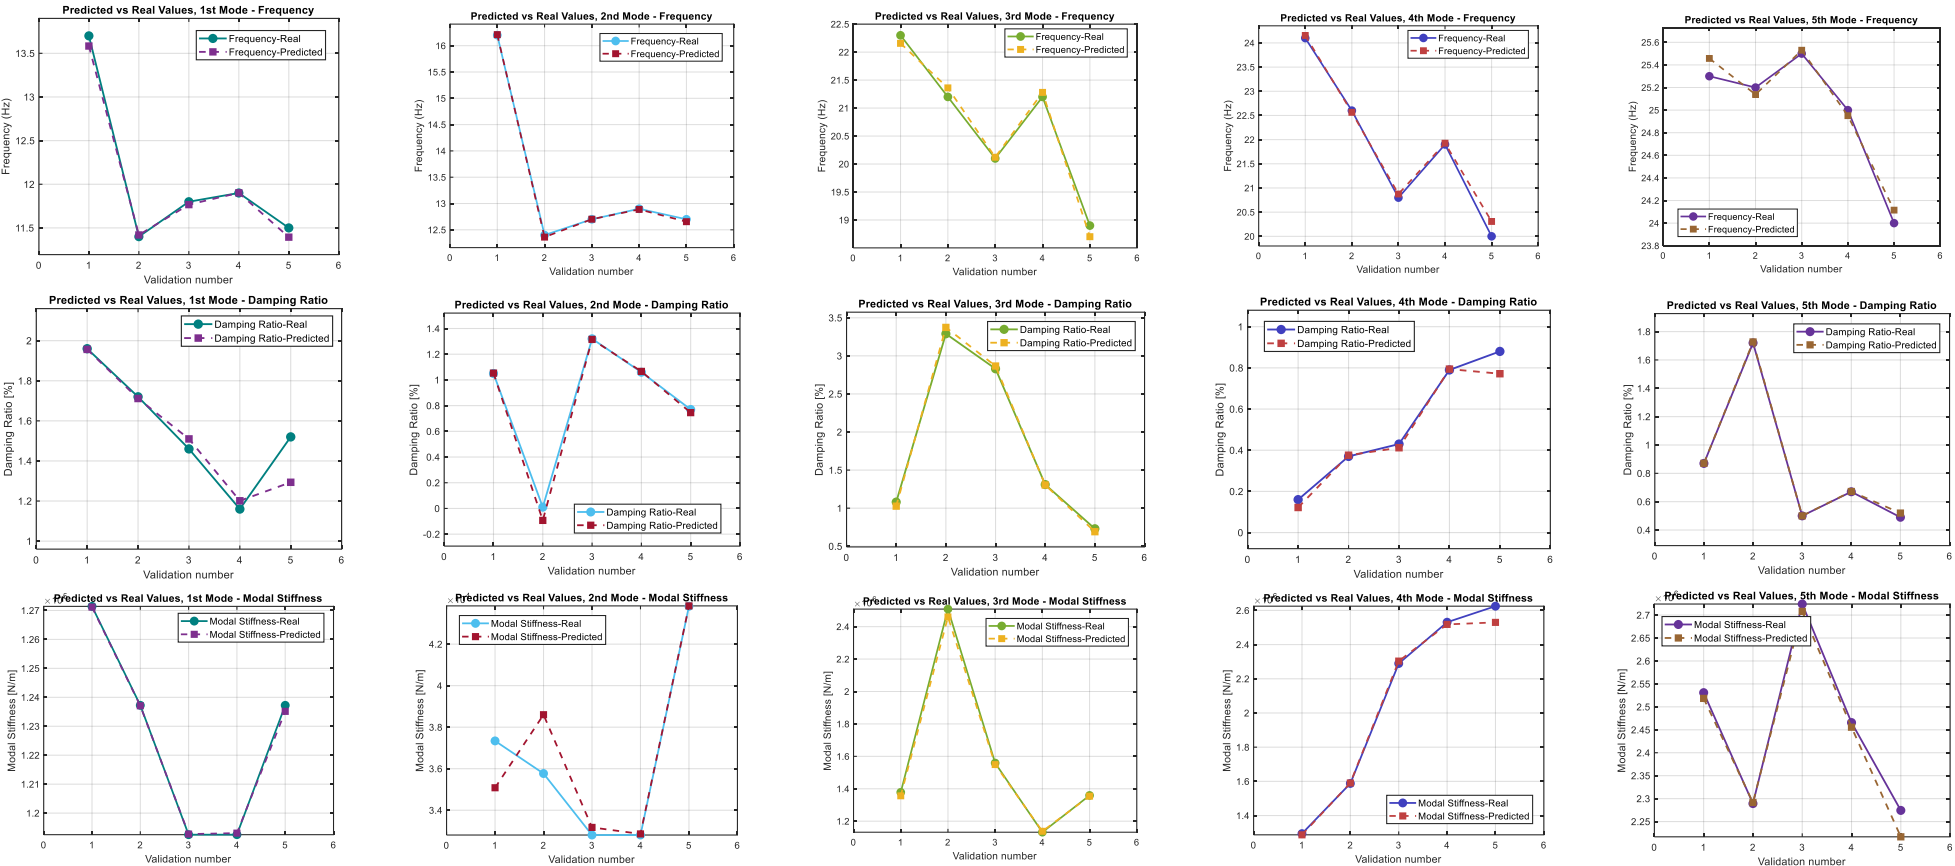 Predicted vs Real Values, 1st Mode - Frequency
Frequency-Real
Frequency-Predicted
Frequency (Hz)
13.5
13
12.5
12
11.5
0 1 2 3 4 5 6
Validation number
Predicted vs Real Values, 2nd Mode - Frequency
Frequency-Real
Frequency-Predicted
Frequency (Hz)
16
15.5
15
14.5
14
13.5
13
12.5
0 1 2 3 4 5 6
Validation number
Predicted vs Real Values, 3rd Mode - Frequency
Frequency-Real
Frequency-Predicted
Frequency (Hz)
22.5
22
21.5
21
20.5
20
19.5
19
0 1 2 3 4 5 6
Validation number
Predicted vs Real Values, 4th Mode - Frequency
Frequency-Real
Frequency-Predicted
Frequency (Hz)
24
23.5
23
22.5
22
21.5
21
20.5
20
0 1 2 3 4 5 6
Validation number
Predicted vs Real Values, 5th Mode - Frequency
Frequency-Real
Frequency-Predicted
Frequency (Hz)
25.6
25.4
25.2
25
24.8
24.6
24.4
24.2
24
23.8
0 1 2 3 4 5 6
Validation number
Predicted vs Real Values, 1st Mode - Damping Ratio
Damping Ratio-Real
Damping Ratio-Predicted
Damping Ratio [%]
2
1.8
1.6
1.4
1.2
1
0 1 2 3 4 5 6
Validation number
Predicted vs Real Values, 2nd Mode - Damping Ratio
Damping Ratio-Real
Damping Ratio-Predicted
Damping Ratio [%]
1.4
1.2
1
0.8
0.6
0.4
0.2
0
-0.2
0 1 2 3 4 5 6
Validation number
Predicted vs Real Values, 3rd Mode - Damping Ratio
Damping Ratio-Real
Damping Ratio-Predicted
Damping Ratio [%]
3.5
3
2.5
2
1.5
1
0.5
0 1 2 3 4 5 6
Validation number
Predicted vs Real Values, 4th Mode - Damping Ratio
Damping Ratio-Real
Damping Ratio-Predicted
Damping Ratio [%]
1
0.8
0.6
0.4
0.2
0
0 1 2 3 4 5 6
Validation number
Predicted vs Real Values, 5th Mode - Damping Ratio
Damping Ratio-Real
Damping Ratio-Predicted
Damping Ratio [%]
1.8
1.6
1.4
1.2
1
0.8
0.6
0.4
0 1 2 3 4 5 6
Validation number
Predicted vs Real Values, 1st Mode - Modal Stiffness
Modal Stiffness-Real
Modal Stiffness-Predicted
Modal Stiffness [N/m]
1.27
1.26
1.25
1.24
1.23
1.22
1.21
1.2
0 1 2 3 4 5 6
Validation number
Predicted vs Real Values, 2nd Mode - Modal Stiffness
Modal Stiffness-Real
Modal Stiffness-Predicted
Modal Stiffness [N/m]
4.2
4
3.8
3.6
3.4
0 1 2 3 4 5 6
Validation number
Predicted vs Real Values, 3rd Mode - Modal Stiffness
Modal Stiffness-Real
Modal Stiffness-Predicted
Modal Stiffness [N/m]
2.4
2.2
2
1.8
1.6
1.4
1.2
0 1 2 3 4 5 6
Validation number
Predicted vs Real Values, 4th Mode - Modal Stiffness
Modal Stiffness-Real
Modal Stiffness-Predicted
Modal Stiffness [N/m]
2.6
2.4
2.2
2
1.8
1.6
1.4
0 1 2 3 4 5 6
Validation number
Predicted vs Real Values, 5th Mode - Modal Stiffness
Modal Stiffness-Real
Modal Stiffness-Predicted
Modal Stiffness [N/m]
2.7
2.65
2.6
2.55
2.5
2.45
2.4
2.35
2.3
2.25
0 1 2 3 4 5 6
Validation number